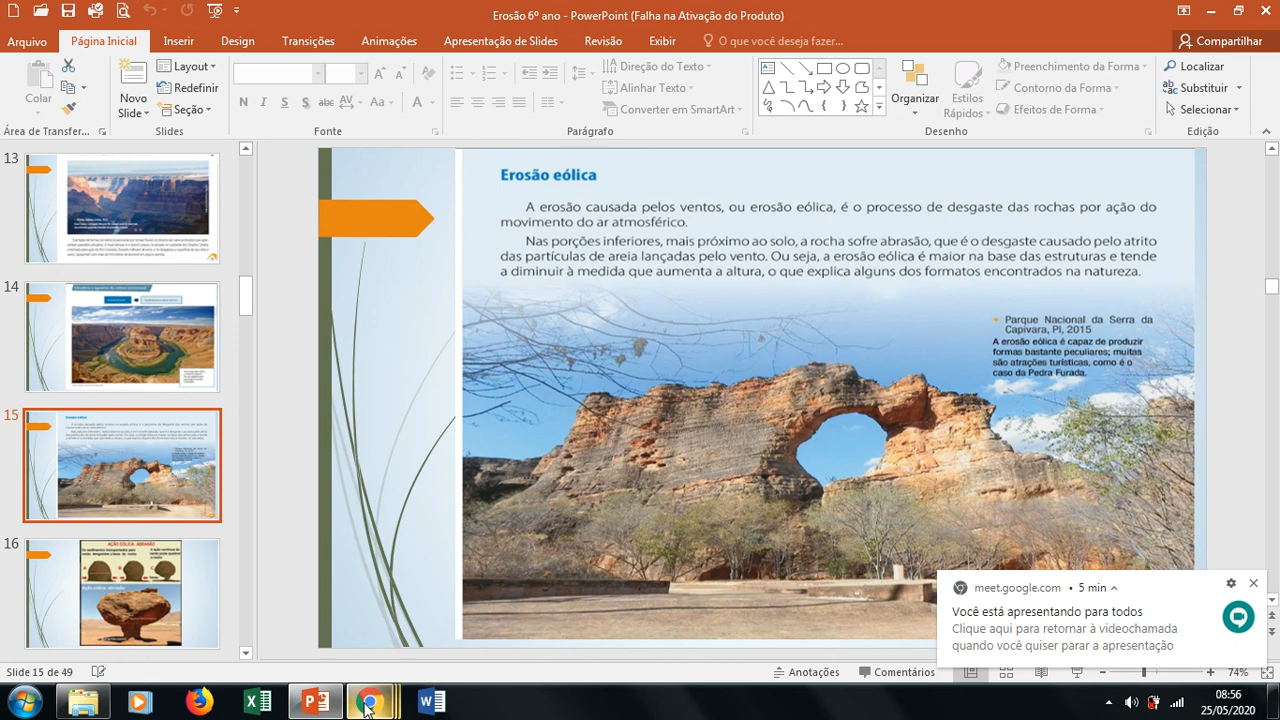 Erosão 6º ano - PowerPoint (Falha na Ativação do Produto)
Arquivo Página Inicial Inserir Design Transições Animações Apresentação de Slides Revisão Exibir O que você deseja fazer... Compartilhar
Colar
Novo Slide
Layout
Redefinir
Seção
N I S S abc AV Aa A
Direção do Texto
Alinhar Texto
Converter em SmartArt
Organizar
Estilos Rápidos
Preenchimento da Forma
Contorno da Forma
Efeitos de Forma
Localizar
Substituir
Selecionar
Área de Transfer... Slides Fonte Parágrafo Desenho Edição
13
14
15
16
AÇÃO EÓLICA: ABRASÃO
Erosão eólica
A erosão causada pelos ventos, ou erosão eólica, é o processo de desgaste das rochas por ação do
movimento do ar atmosférico.
Nas porções inferiores, mais próximo ao solo, a rocha sofre abrasão, que é o desgaste causado pelo atrito
das partículas de areia lançadas pelo vento. Ou seja, a erosão eólica é maior na base das estruturas e tende
a diminuir à medida que aumenta a altura, o que explica alguns dos formatos encontrados na natureza.
Parque Nacional da Serra da
Capivara, PI, 2015
A erosão eólica é capaz de produzir
formas bastante peculiares; muitas
são atrações turísticas, como é o
caso da Pedra Furada.
meet.google.com • 5 min
Você está apresentando para todos
Clique aqui para retornar à videochamada
quando você quiser parar a apresentação
Slide 15 de 49 Anotações Comentários 74%
08:56
25/05/2020